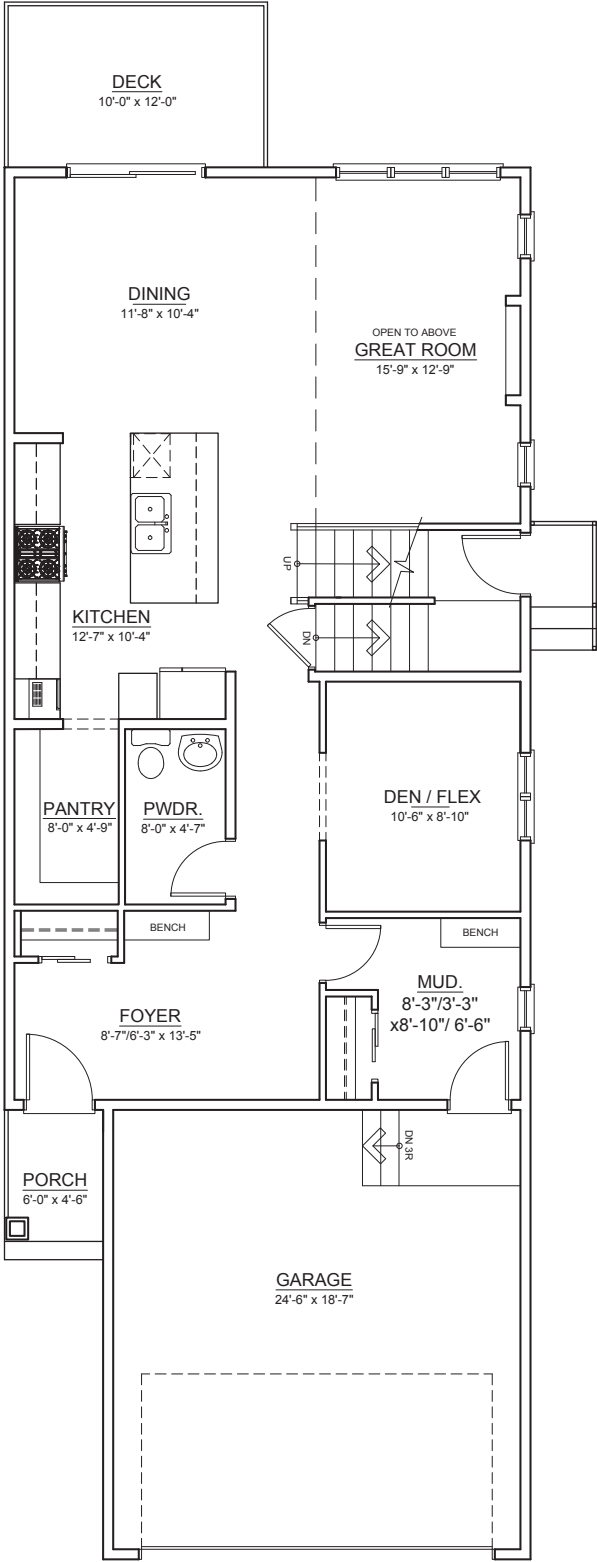 DECK
10'-0" x 12'-0"
DINING
11'-8" x 10'-4"
OPEN TO ABOVE
GREAT ROOM
15'-9" x 12'-9"
UP
KITCHEN
12'-7" x 10'-4"
DN
PANTRY
8'-0" x 4'-9"
PWDR.
8'-0" x 4'-7"
DEN / FLEX
10'-6" x 8'-10"
BENCH
BENCH
FOYER
8'-7"/6'-3" x 13'-5"
MUD.
8'-3"/3'-3"
x8'-10"/ 6'-6"
DN 3R
PORCH
6'-0" x 4'-6"
GARAGE
24'-6" x 18'-7"